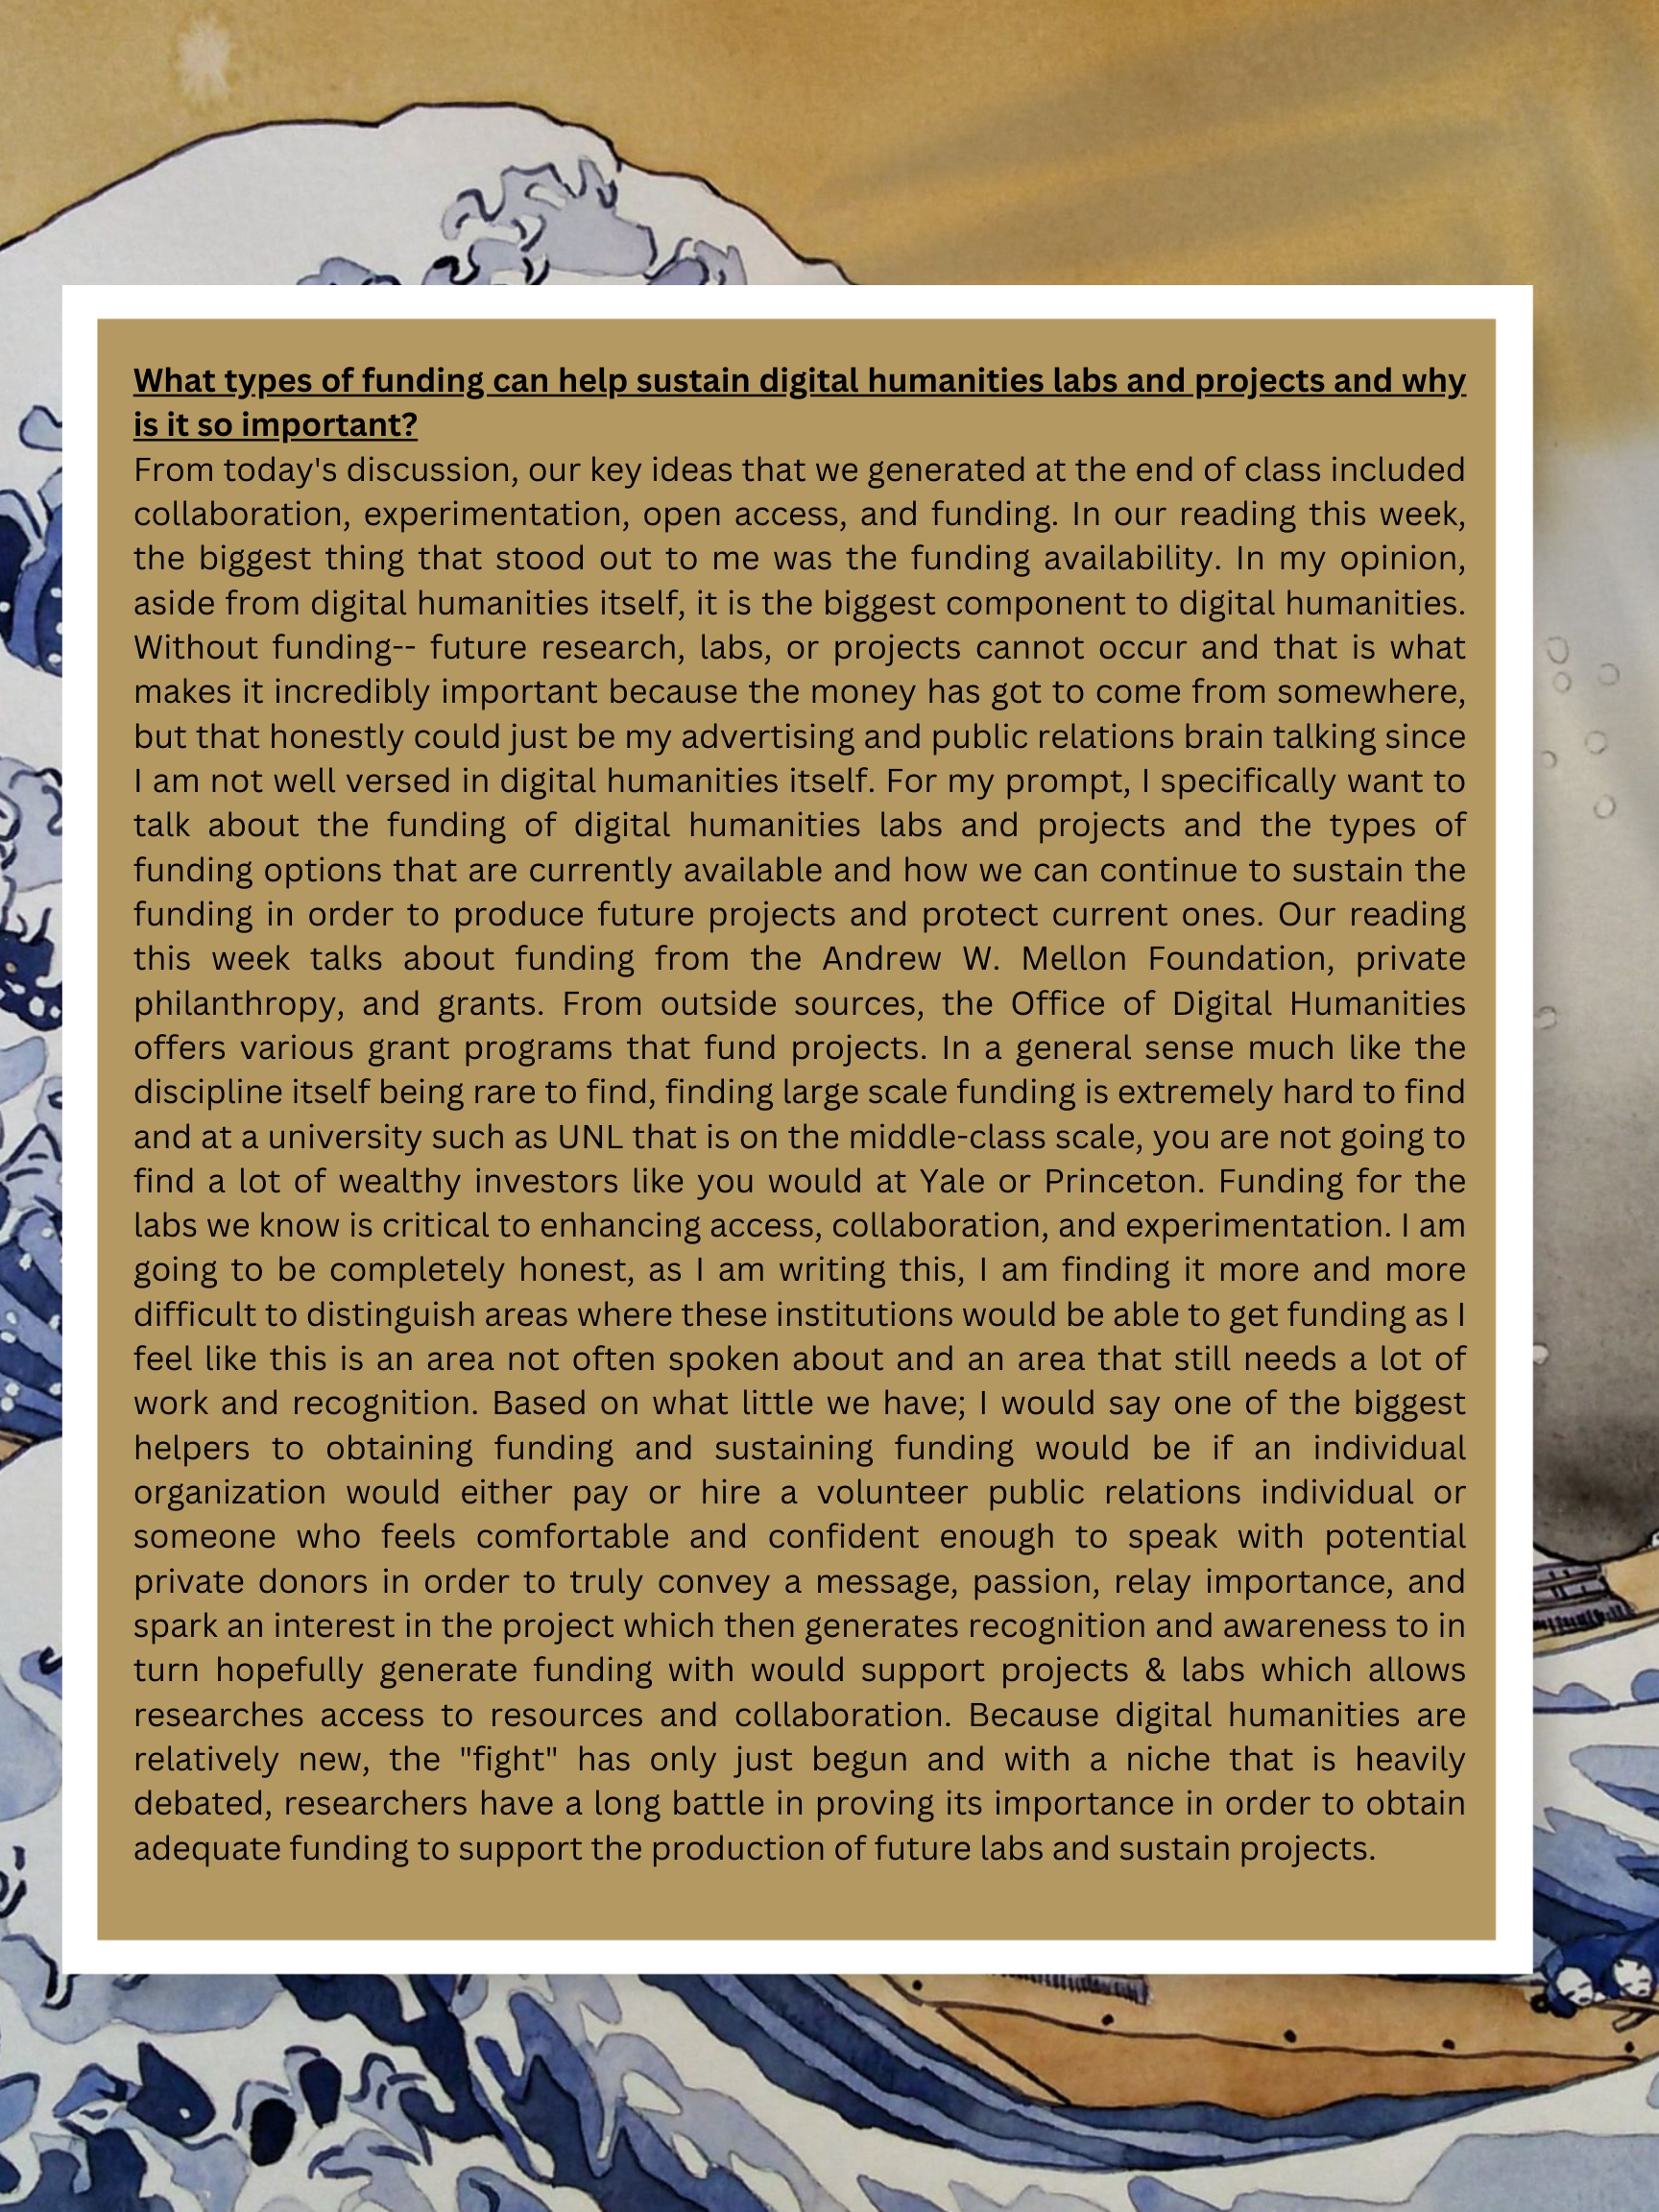 What types of funding can help sustain digital humanities labs and projects and why
is it so important?
From today's discussion, our key ideas that we generated at the end of class included
collaboration, experimentation, open access, and funding. In our reading this week,
the biggest thing that stood out to me was the funding availability. In my opinion,
aside from digital humanities itself, it is the biggest component to digital humanities.
Without funding-- future research, labs, or projects cannot occur and that is what
makes it incredibly important because the money has got to come from somewhere,
but that honestly could just be my advertising and public relations brain talking since
I am not well versed in digital humanities itself. For my prompt, I specifically want to
talk about the funding of digital humanities labs and projects and the types of
funding options that are currently available and how we can continue to sustain the
funding in order to produce future projects and protect current ones. Our reading
this week talks about funding from the Andrew W. Mellon Foundation, private
philanthropy, and grants. From outside sources, the Office of Digital Humanities
offers various grant programs that fund projects. In a general sense much like the
discipline itself being rare to find, finding large scale funding is extremely hard to find
and at a university such as UNL that is on the middle-class scale, you are not going to
find a lot of wealthy investors like you would at Yale or Princeton. Funding for the
labs we know is critical to enhancing access, collaboration, and experimentation. I am
going to be completely honest, as I am writing this, I am finding it more and more
difficult to distinguish areas where these institutions would be able to get funding as I
feel like this is an area not often spoken about and an area that still needs a lot of
work and recognition. Based on what little we have; I would say one of the biggest
helpers to obtaining funding and sustaining funding would be if an individual
organization would either pay or hire a volunteer public relations individual or
someone who feels comfortable and confident enough to speak with potential
private donors in order to truly convey a message, passion, relay importance, and
spark an interest in the project which then generates recognition and awareness to in
turn hopefully generate funding with would support projects & labs which allows
researches access to resources and collaboration. Because digital humanities are
relatively new, the "fight" has only just begun and with a niche that is heavily
debated, researchers have a long battle in proving its importance in order to obtain
adequate funding to support the production of future labs and sustain projects.